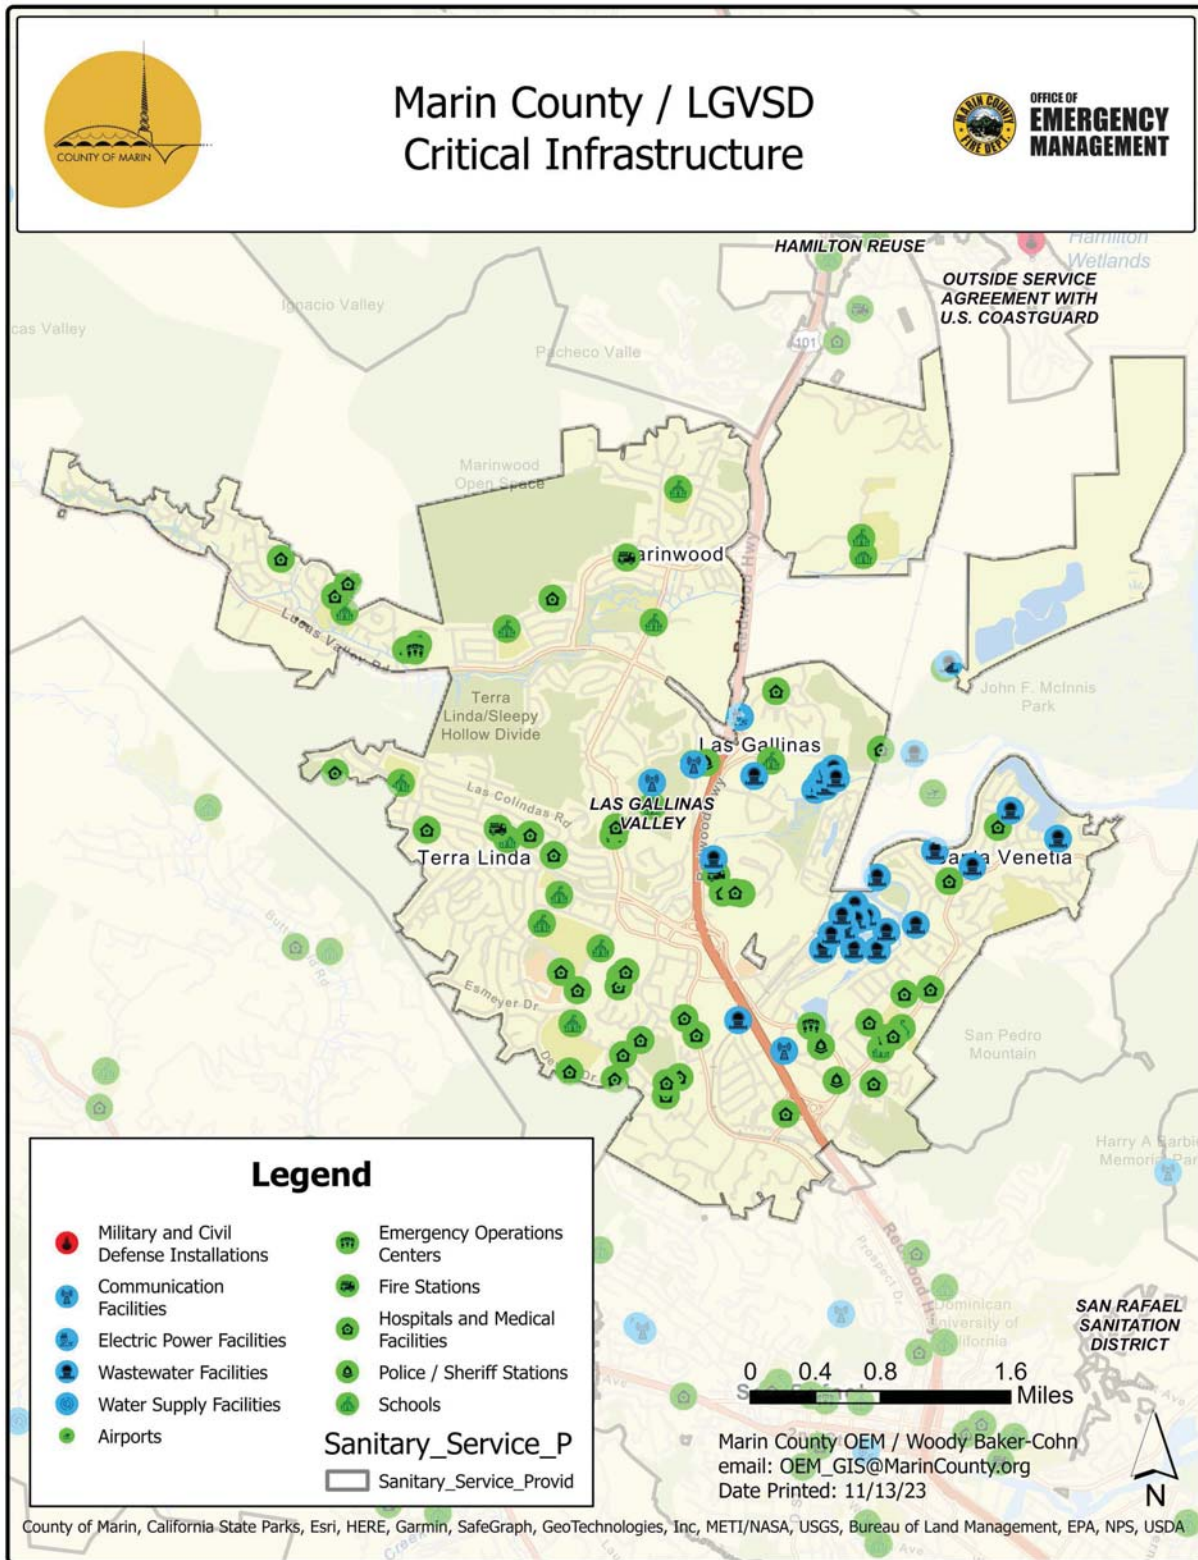 Marin County / LGVSD
Critical Infrastructure
COUNTY OF MARIN
MARIN COUNTY
FIRE DEPT.
OFFICE OF
EMERGENCY
MANAGEMENT
HAMILTON REUSE
Hamilton
Wetlands
OUTSIDE SERVICE
AGREEMENT WITH
U.S. COASTGUARD
Ignacio Valley
cas Valley
101
Pacheco Valle
Marinwood
Open Space
arinwood
Redwood Hwy
Lucas Valley Rd
Terra
Linda/Sleepy
Hollow Divide
John F. McInnis
Park
Las Gallinas
Las Colindas Rd
LAS GALLINAS
VALLEY
Redwood Hwy
Terra Linda
Santa Venetia
Esmeyer Dr
San Pedro
Mountain
Harry A Barbi
Memorial Par
Redwood H
Prospect Dr
Dominican
University of
California
SAN RAFAEL
SANITATION
DISTRICT
Legend
Military and Civil
Defense Installations
Communication
Facilities
Electric Power Facilities
Wastewater Facilities
Water Supply Facilities
Airports
Emergency Operations
Centers
Fire Stations
Hospitals and Medical
Facilities
Police / Sheriff Stations
Schools
Sanitary_Service_P
Sanitary_Service_Provid
0 0.4 0.8 1.6
Miles
Marin County OEM / Woody Baker-Cohn
email: OEM_GIS@MarinCounty.org
Date Printed: 11/13/23
N
County of Marin, California State Parks, Esri, HERE, Garmin, SafeGraph, GeoTechnologies, Inc, METI/NASA, USGS, Bureau of Land Management, EPA, NPS, USDA